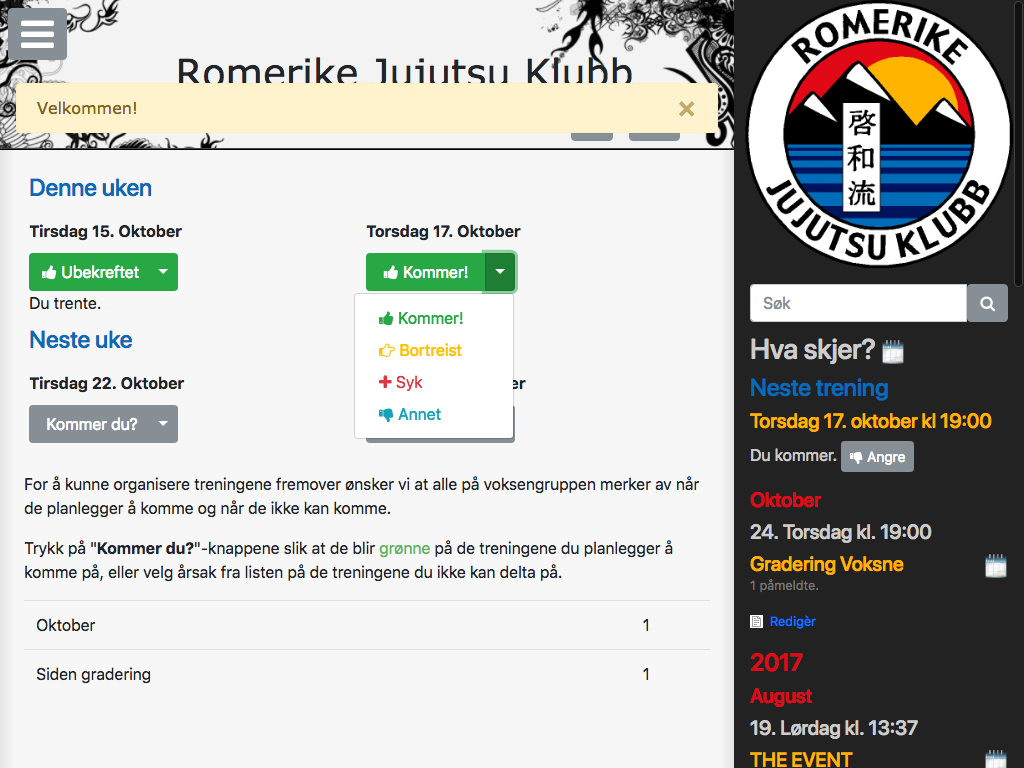 Romerike Jujutsu Klubb
Velkommen!
×
Denne uken
Tirsdag 15. Oktober
Torsdag 17. Oktober
Ubekreftet
Kommer!
Du trente.
Kommer!
Bortreist
Syk
Annet
Neste uke
Tirsdag 22. Oktober
Kommer du?
For å kunne organisere treningene fremover ønsker vi at alle på voksengruppen merker av når
de planlegger å komme og når de ikke kan komme.
Trykk på "Kommer du?"-knappene slik at de blir grønne på de treningene du planlegger å
komme på, eller velg årsak fra listen på de treningene du ikke kan delta på.
Oktober 1
Siden gradering 1
ROMERIKE
啓和流
JUJUTSU KLUBB
Søk
Hva skjer?
Neste trening
Torsdag 17. oktober kl 19:00
Du kommer. Angre
Oktober
24. Torsdag kl. 19:00
Gradering Voksne
1 påmeldte.
Redigèr
2017
August
19. Lørdag kl. 13:37
THE EVENT